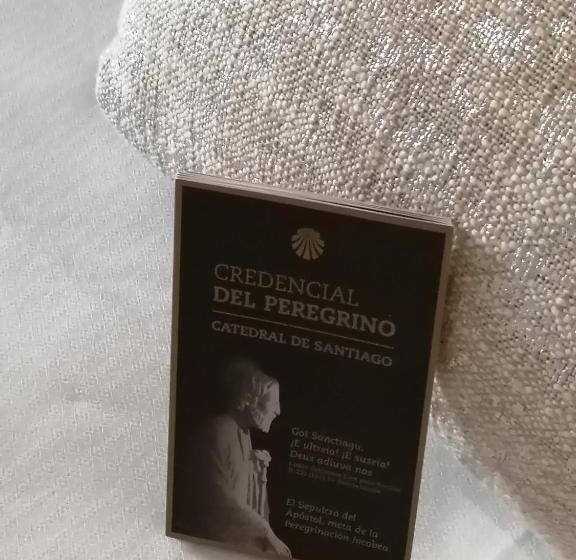 CREDENCIAL
DEL PEREGRINO
CATEDRAL DE SANTIAGO
Got Sanctiagu,
¡E ultreia! ¡E suseia!
Deus adiuva nos
El Sepulcro del
Apóstol, meta de la
Peregrinación Jacobea